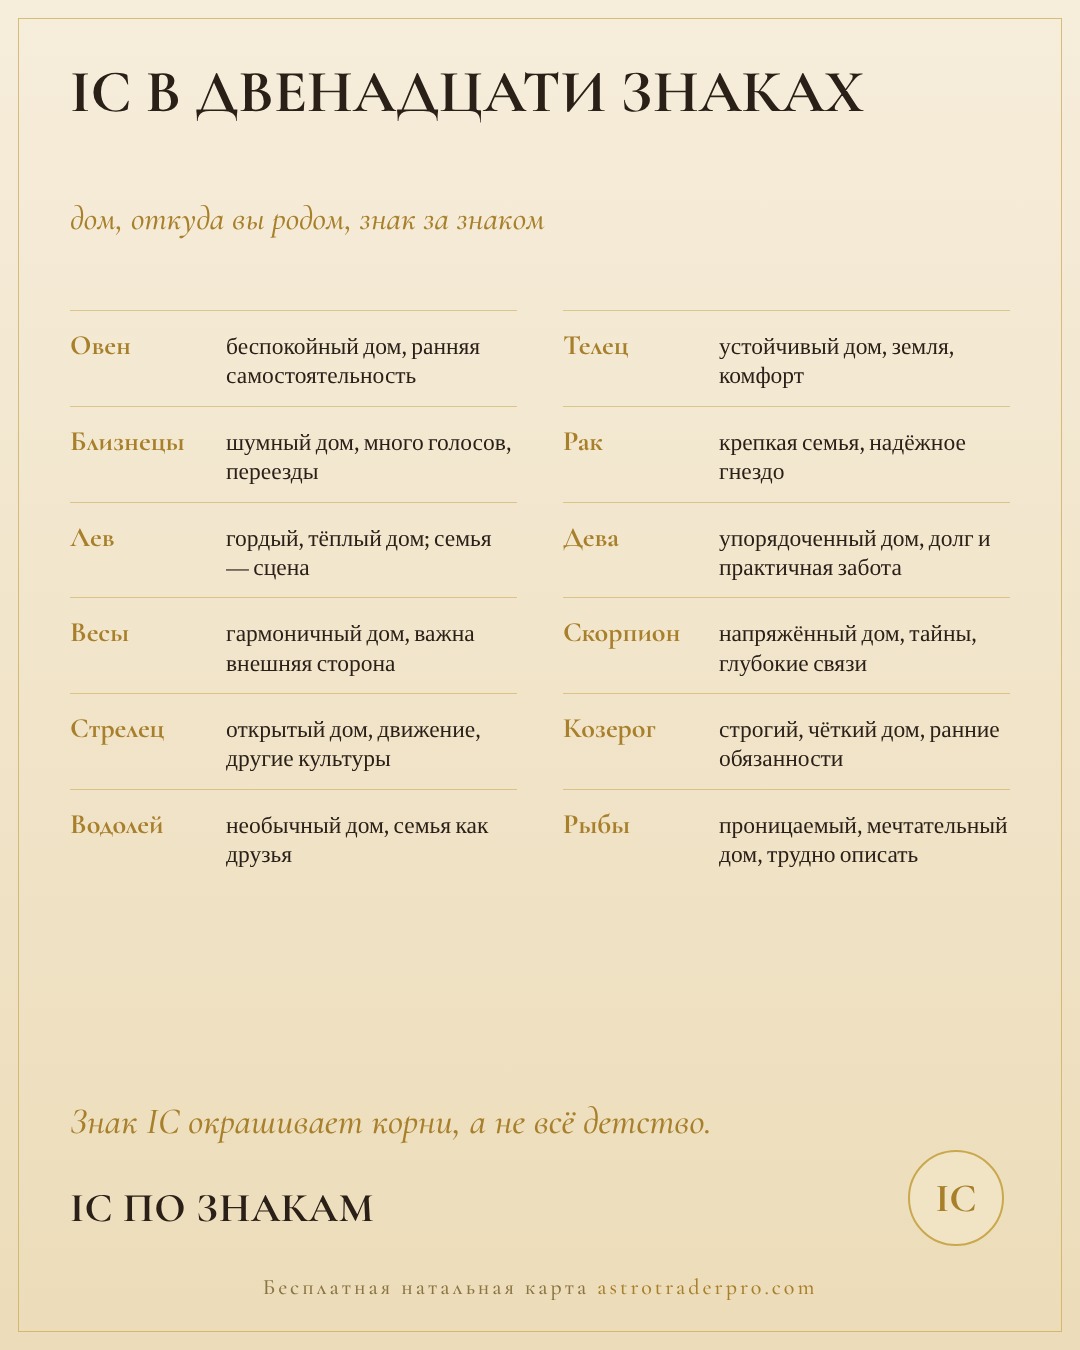 IC В ДВЕНАДЦАТИ ЗНАКАХ
дом, откуда вы родом, знак за знаком
Овен
беспокойный дом, ранняя
самостоятельность
Телец
устойчивый дом, земля,
комфорт
Близнецы
шумный дом, много голосов,
переезды
Рак
крепкая семья, надёжное
гнездо
Лев
гордый, тёплый дом; семья
— сцена
Дева
упорядоченный дом, долг и
практичная забота
Весы
гармоничный дом, важна
внешняя сторона
Скорпион
напряжённый дом, тайны,
глубокие связи
Стрелец
открытый дом, движение,
другие культуры
Козерог
строгий, чёткий дом, ранние
обязанности
Водолей
необычный дом, семья как
друзья
Рыбы
проницаемый, мечтательный
дом, трудно описать
Знак IC окрашивает корни, а не всё детство.
IC ПО ЗНАКАМ
IC
Бесплатная натальная карта astrotraderpro.com